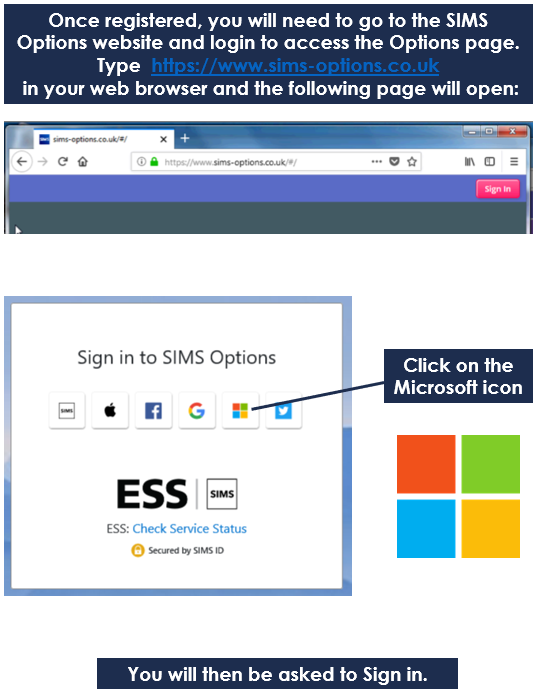 Once registered, you will need to go to the SIMS
Options website and login to access the Options page.
Type https://www.sims-options.co.uk
in your web browser and the following page will open:
SIMS sims-options.co.uk/#/
https://www.sims-options.co.uk/#/
Sign In
Sign in to SIMS Options
SIMS
Click on the
Microsoft icon
ESS SIMS
ESS: Check Service Status
Secured by SIMS ID
You will then be asked to Sign in.